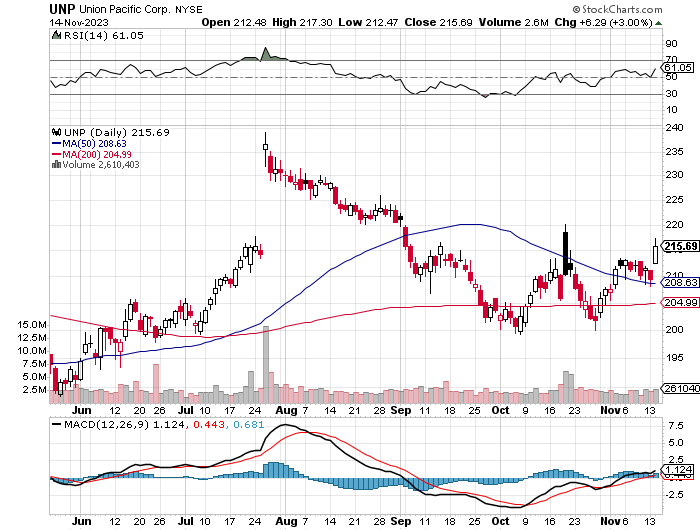 UNP Union Pacific Corp. NYSE
© StockCharts.com
14-Nov-2023 Open 212.48 High 217.30 Low 212.47 Close 215.69 Volume 2.6M Chg +6.29 (+3.00%)
RSI(14) 61.05
90
70
61.05
50
30
10
UNP (Daily) 215.69
MA(50) 208.63
MA(200) 204.99
Volume 2,610,403
240
235
230
225
220
215.69
210
208.63
204.99
200
195
15.0M
12.5M
10.0M
7.5M
5.0M
2.5M
261040
Jun 12 20 26 Jul 10 17 24 Aug 7 14 21 28 Sep 11 18 25 Oct 9 16 23 Nov 6 13
MACD(12,26,9) 1.124, 0.443, 0.681
7.5
5.0
2.5
1.124
-2.5
Jun 12 20 26 Jul 10 17 24 Aug 7 14 21 28 Sep 11 18 25 Oct 9 16 23 Nov 6 13